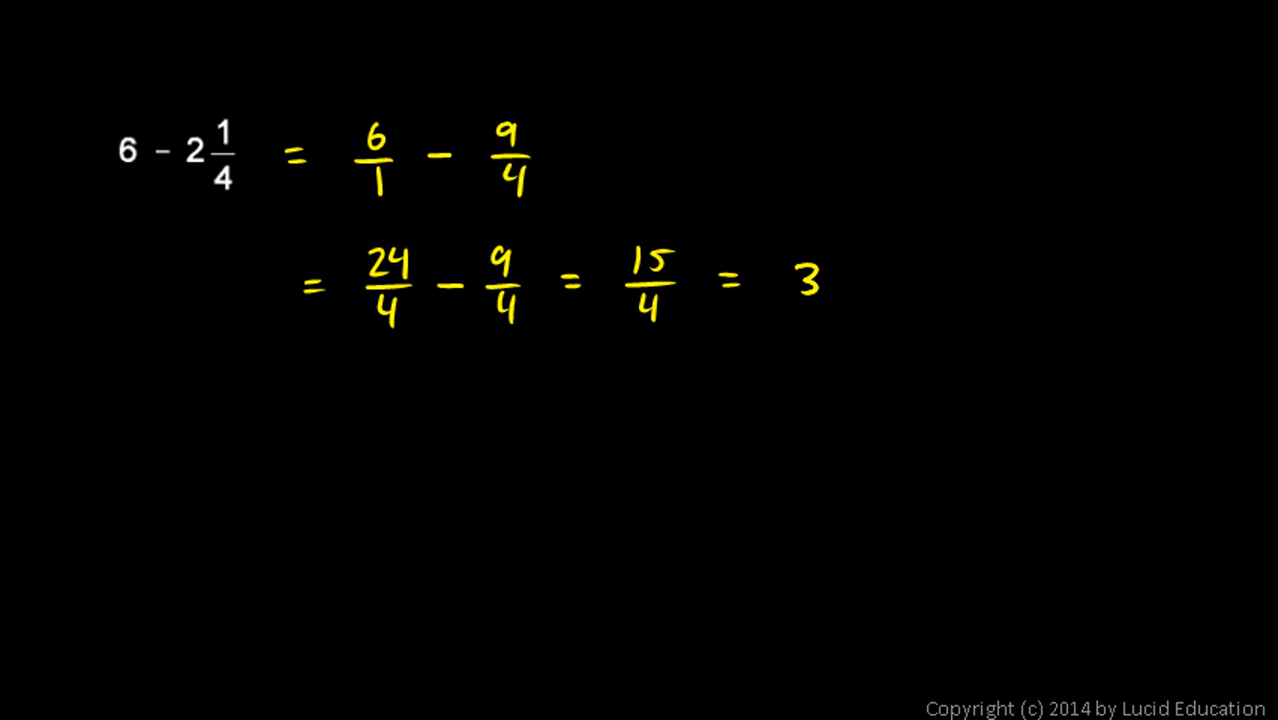 6 - 2 1/4 = 6/1 - 9/4
= 24/4 - 9/4 = 15/4 = 3
Copyright (c) 2014 by Lucid Education